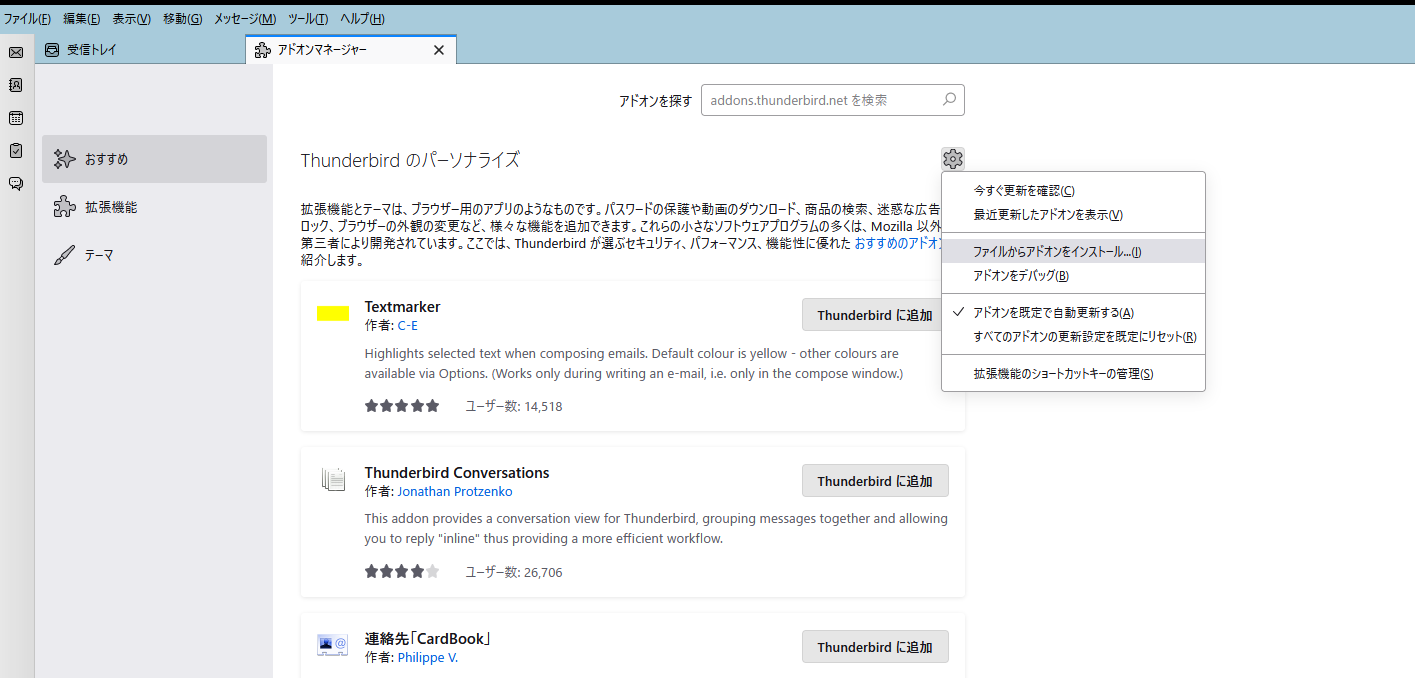 ファイル(F) 編集(E) 表示(V) 移動(G) メッセージ(M) ツール(T) ヘルプ(H)
受信トレイ
アドオンマネージャー
アドオンを探す
addons.thunderbird.net を検索
おすすめ
拡張機能
テーマ
Thunderbird のパーソナライズ
拡張機能とテーマは、ブラウザー用のアプリのようなものです。パスワードの保護や動画のダウンロード、商品の検索、迷惑な広告
ロック、ブラウザーの外観の変更など、様々な機能を追加できます。これらの小さなソフトウェアプログラムの多くは、Mozilla 以外
第三者により開発されています。ここでは、Thunderbird が選ぶセキュリティ、パフォーマンス、機能性に優れた おすすめのアドオン
紹介します。
今すぐ更新を確認(C)
最近更新したアドオンを表示(V)
ファイルからアドオンをインストール...(I)
アドオンをデバッグ(B)
アドオンを既定で自動更新する(A)
すべてのアドオンの更新設定を既定にリセット(R)
拡張機能のショートカットキーの管理(S)
Textmarker
作者: C-E
Thunderbird に追加
Highlights selected text when composing emails. Default colour is yellow - other colours are
available via Options. (Works only during writing an e-mail, i.e. only in the compose window.)
ユーザー数: 14,518
Thunderbird Conversations
作者: Jonathan Protzenko
Thunderbird に追加
This addon provides a conversation view for Thunderbird, grouping messages together and allowing
you to reply "inline" thus providing a more efficient workflow.
ユーザー数: 26,706
連絡先「CardBook」
作者: Philippe V.
Thunderbird に追加